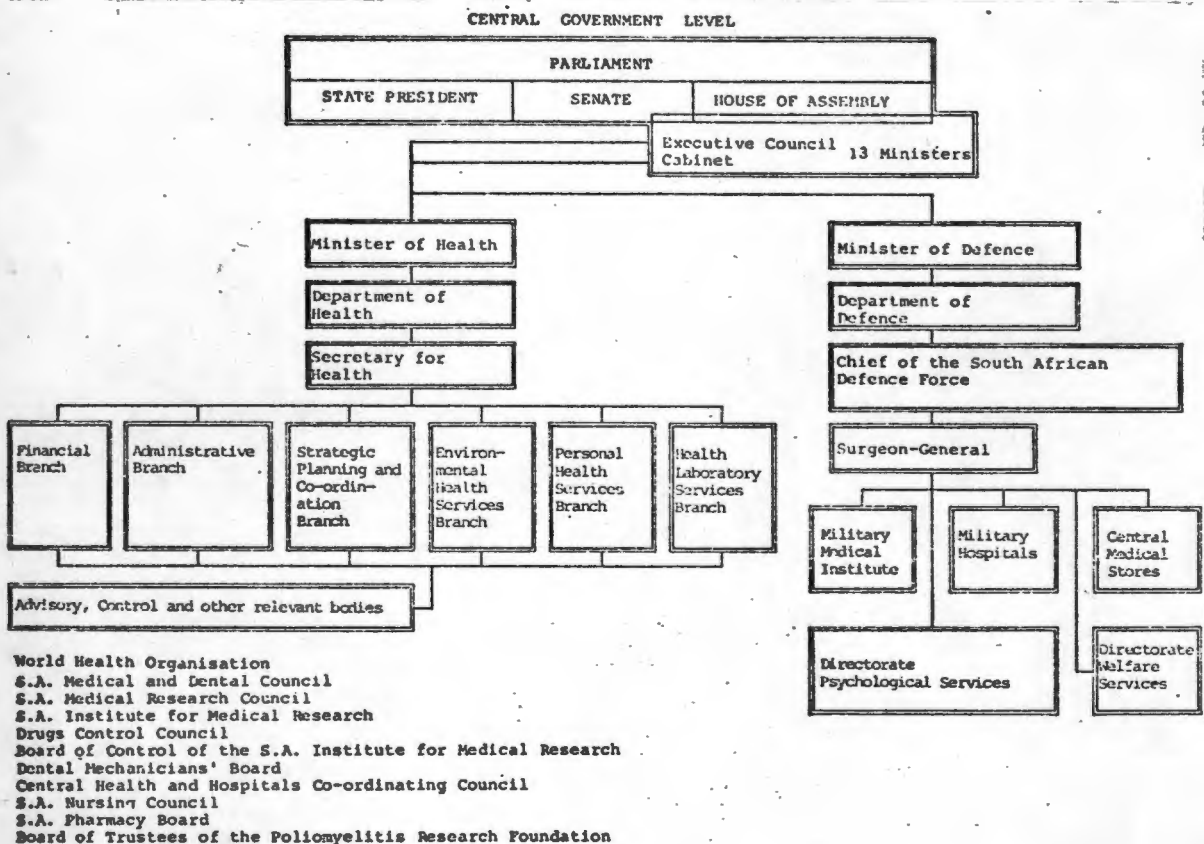 CENTRAL GOVERNMENT LEVEL
PARLIAMENT
STATE PRESIDENT
SENATE
HOUSE OF ASSEMBLY
Executive Council
Cabinet
13 Ministers
Minister of Health
Minister of Defence
Department of
Health
Department of
Defence
Secretary for
Health
Chief of the South African
Defence Force
Surgeon-General
Financial
Branch
Administrative
Branch
Strategic
Planning and
Co-ordin-
ation
Branch
Environ-
mental
Health
Services
Branch
Personal
Health
Services
Branch
Health
Laboratory
Services
Branch
Military
Medical
Institute
Military
Hospitals
Central
Medical
Stores
Advisory, Control and other relevant bodies
Directorate
Psychological Services
Directorate
Welfare
Services
World Health Organisation
S.A. Medical and Dental Council
S.A. Medical Research Council
S.A. Institute for Medical Research
Drugs Control Council
Board of Control of the S.A. Institute for Medical Research
Dental Mechanicians' Board
Central Health and Hospitals Co-ordinating Council
S.A. Nursing Council
S.A. Pharmacy Board
Board of Trustees of the Poliomyelitis Research Foundation